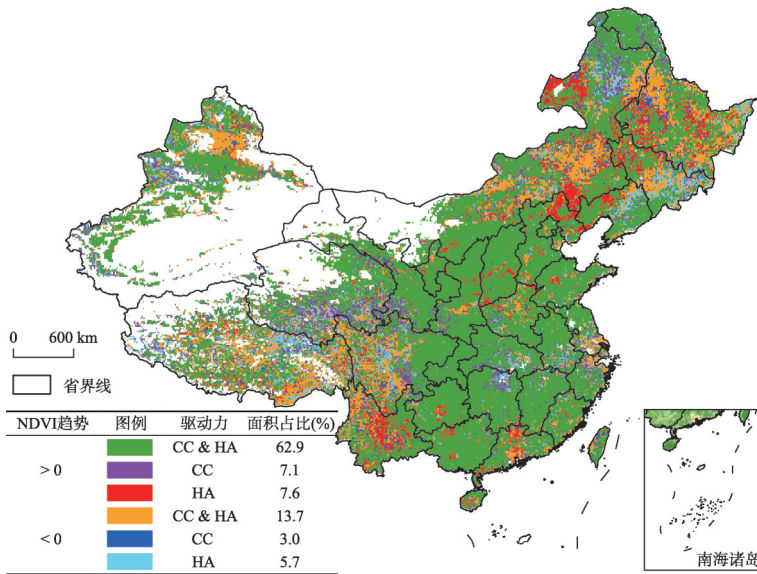 0 600 km
省界线
NDVI趋势 图例 驱动力 面积占比(%)
CC & HA 62.9
> 0 CC 7.1
HA 7.6
CC & HA 13.7
< 0 CC 3.0
HA 5.7
南海诸岛